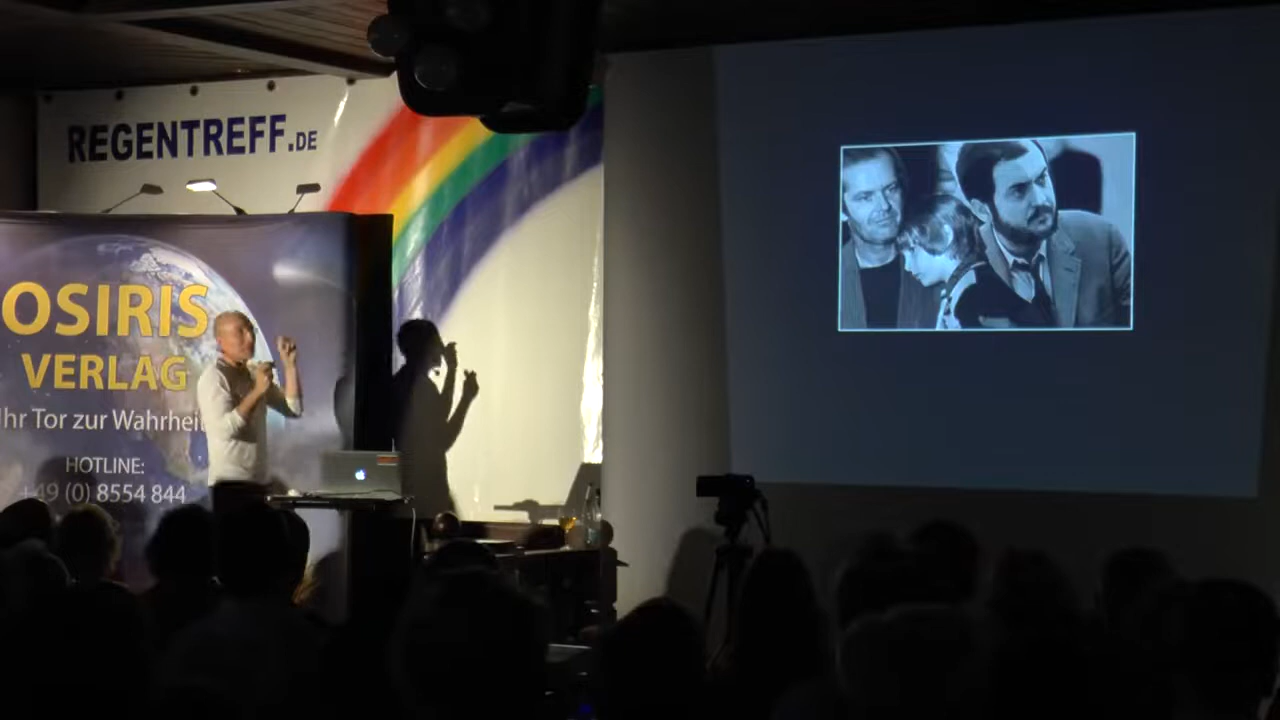 REGENTREFF.DE
OSIRIS
VERLAG
Ihr Tor zur Wahrheit
HOTLINE:
+49 (0) 8554 844